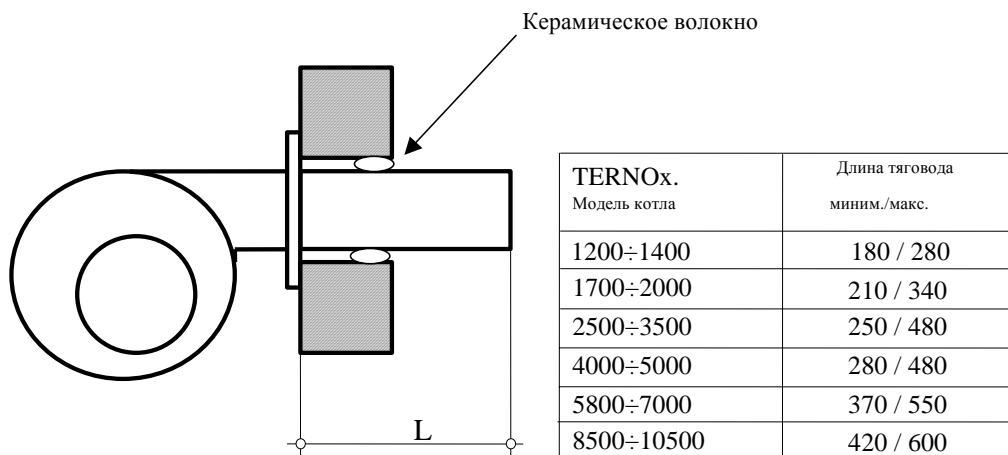 Керамическое волокно
TERNOx. Длина тяговода
Модель котла миним./макс.
1200÷1400 180 / 280
1700÷2000 210 / 340
2500÷3500 250 / 480
4000÷5000 280 / 480
5800÷7000 370 / 550
8500÷10500 420 / 600
L